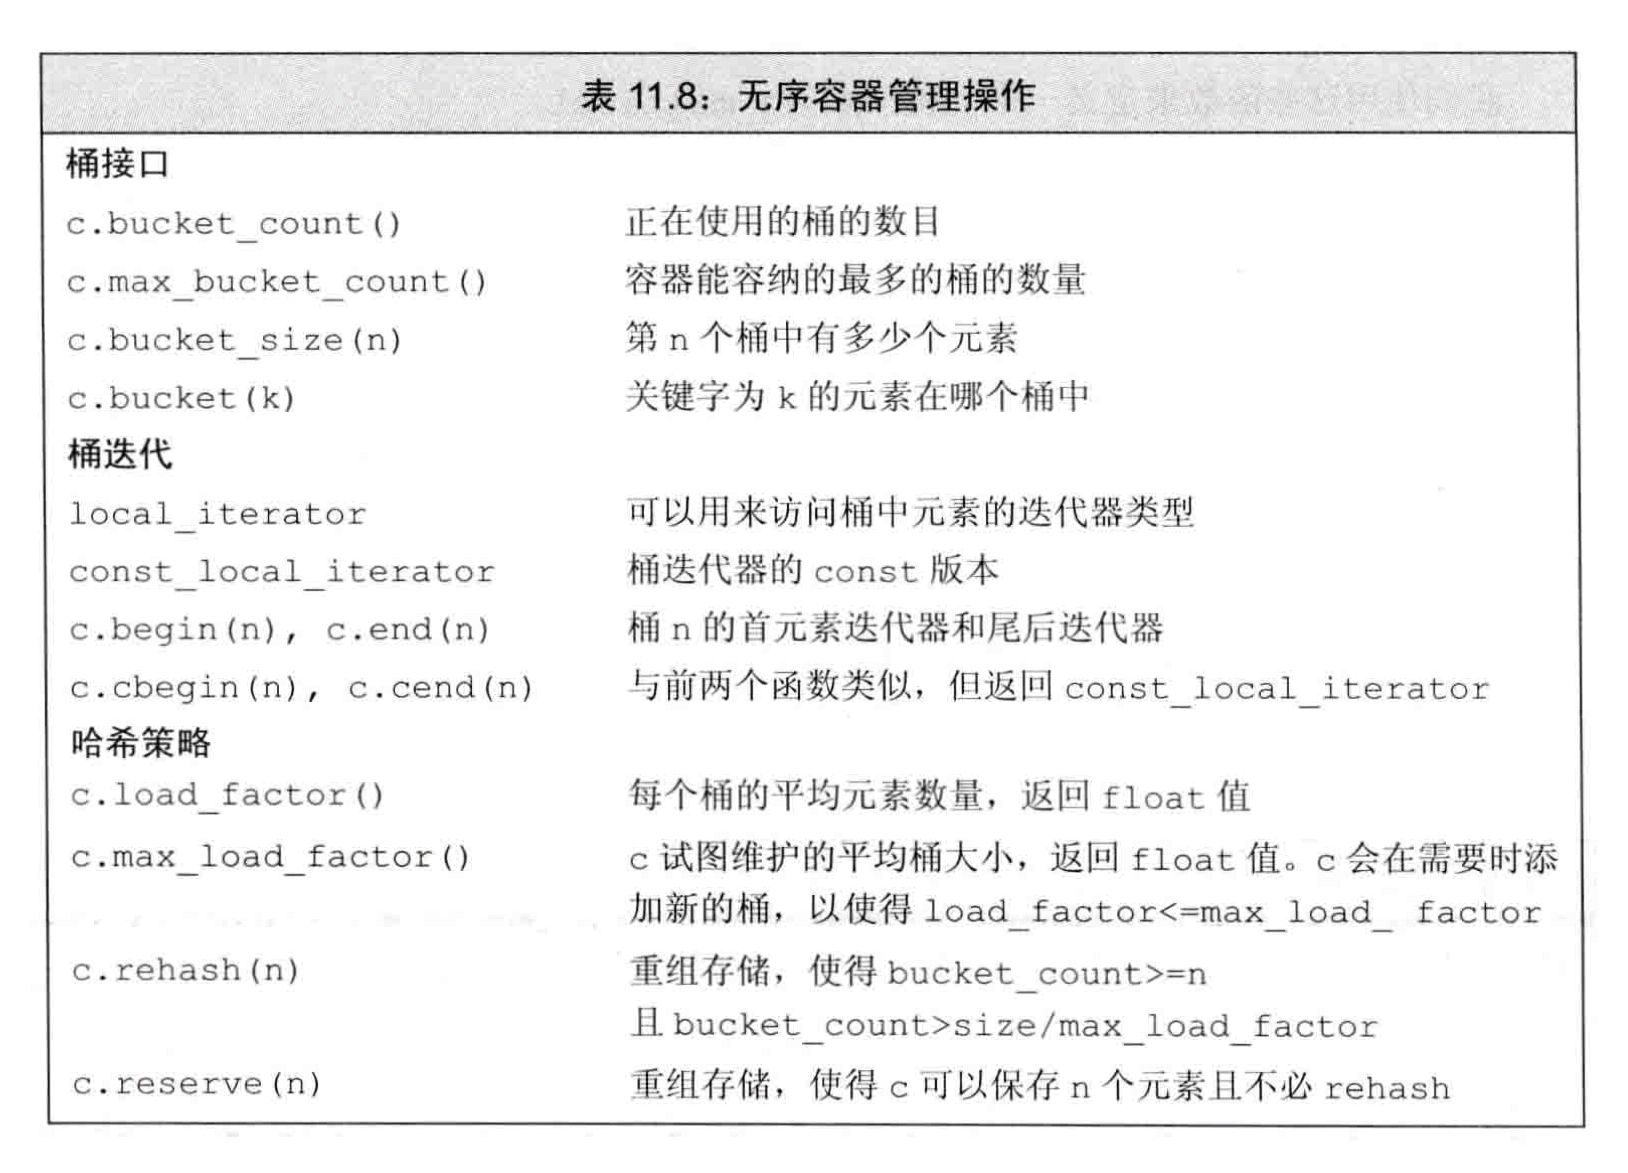 表 11.8：无序容器管理操作
桶接口
c.bucket_count() 正在使用的桶的数目
c.max_bucket_count() 容器能容纳的最多的桶的数量
c.bucket_size(n) 第 n 个桶中有多少个元素
c.bucket(k) 关键字为 k 的元素在哪个桶中
桶迭代
local_iterator 可以用来访问桶中元素的迭代器类型
const_local_iterator 桶迭代器的 const 版本
c.begin(n), c.end(n) 桶 n 的首元素迭代器和尾后迭代器
c.cbegin(n), c.cend(n) 与前两个函数类似，但返回 const_local_iterator
哈希策略
c.load_factor() 每个桶的平均元素数量，返回 float 值
c.max_load_factor() c 试图维护的平均桶大小，返回 float 值。c 会在需要时添
加新的桶，以使得 load_factor<=max_load_ factor
c.rehash(n) 重组存储，使得 bucket_count>=n
且 bucket_count>size/max_load_factor
c.reserve(n) 重组存储，使得 c 可以保存 n 个元素且不必 rehash